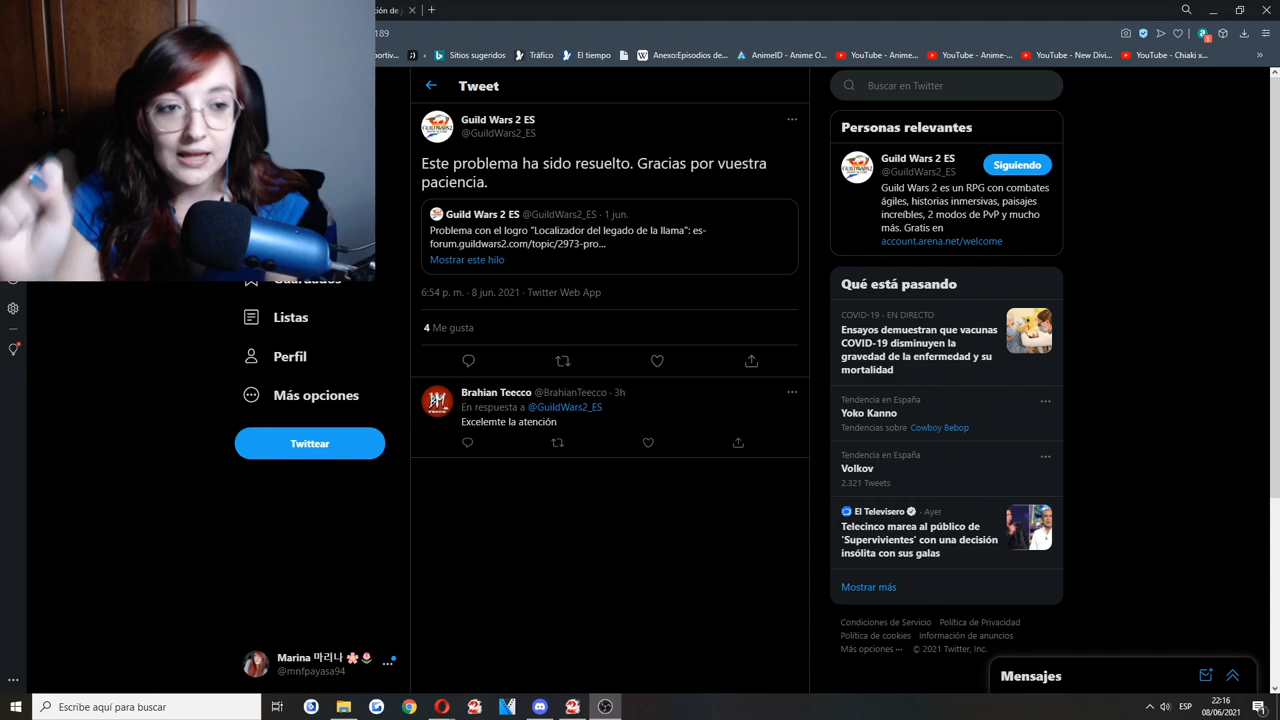 ción de
189
portiv...
Sitios sugeridos
Tráfico
El tiempo
Anexo:Episodios de...
AnimeID - Anime O...
YouTube - Anime...
YouTube - Anime-...
YouTube - New Divi...
YouTube - Chiaki x...
Tweet
Guild Wars 2 ES
@GuildWars2_ES
Este problema ha sido resuelto. Gracias por vuestra
paciencia.
Guild Wars 2 ES @GuildWars2_ES · 1 jun.
Problema con el logro "Localizador del legado de la llama": es-
forum.guildwars2.com/topic/2973-pro...
Mostrar este hilo
6:54 p. m. · 8 jun. 2021 · Twitter Web App
4 Me gusta
Brahian Teecco @BrahianTeecco · 3h
En respuesta a @GuildWars2_ES
Excelemte la atención
Buscar en Twitter
Personas relevantes
Guild Wars 2 ES
@GuildWars2_ES
Siguiendo
Guild Wars 2 es un RPG con combates
ágiles, historias inmersivas, paisajes
increíbles, 2 modos de PvP y mucho
más. Gratis en
account.arena.net/welcome
Qué está pasando
COVID-19 · EN DIRECTO
Ensayos demuestran que vacunas
COVID-19 disminuyen la
gravedad de la enfermedad y su
mortalidad
Tendencia en España
Yoko Kanno
Tendencias sobre Cowboy Bebop
Tendencia en España
Volkov
2.321 Tweets
El Televisero · Ayer
Telecinco marea al público de
'Supervivientes' con una decisión
insólita con sus galas
Mostrar más
Condiciones de Servicio Política de Privacidad
Política de cookies Información de anuncios
Más opciones ··· © 2021 Twitter, Inc.
Mensajes
Guardados
Listas
Perfil
Más opciones
Twittear
Marina 마리나
@mnfpayasa94
Escribe aquí para buscar
ESP
22:16
08/06/2021